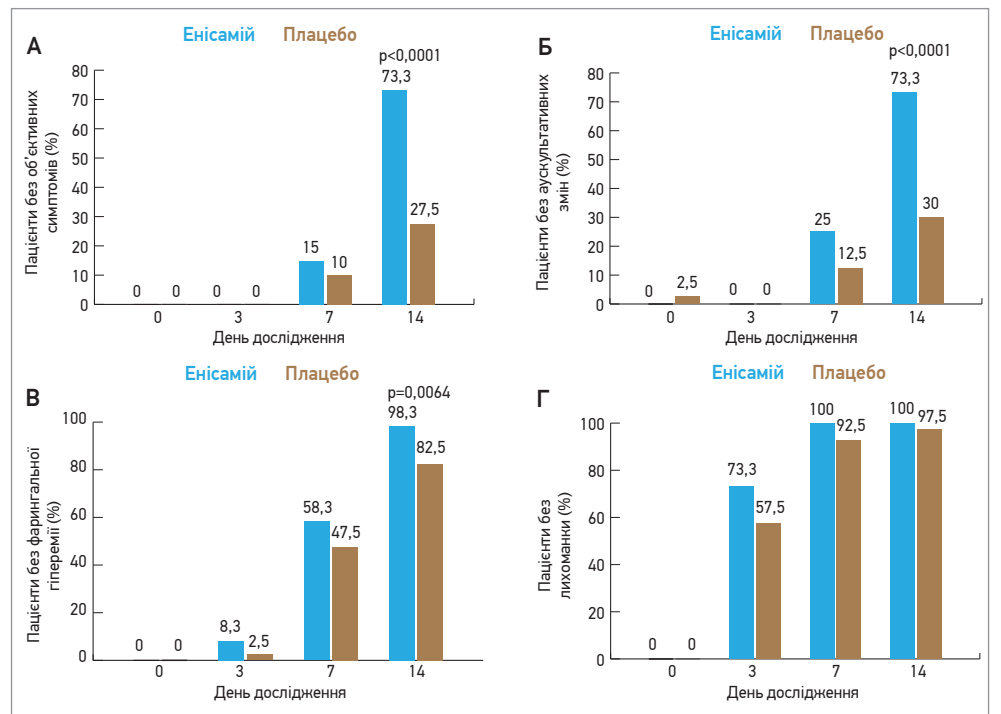 А
Енісамій Плацебо
p<0,0001
Пацієнти без об’єктивних
симптомів (%)
80
70
60
50
40
30
20
10
0
0 0 0 0 15 10 73,3 27,5
0 3 7 14
День дослідження
Б
Енісамій Плацебо
p<0,0001
Пацієнти без аускультативних
змін (%)
80
70
60
50
40
30
20
10
0
0 2,5 0 0 25 12,5 73,3 30
0 3 7 14
День дослідження
В
Енісамій Плацебо
p=0,0064
Пацієнти без фарингальної
гіперемії (%)
100
80
60
40
20
0
0 0 8,3 2,5 58,3 47,5 98,3 82,5
0 3 7 14
День дослідження
Г
Енісамій Плацебо
Пацієнти без
лихоманки (%)
100
80
60
40
20
0
0 0 73,3 57,5 100 92,5 100 97,5
0 3 7 14
День дослідження